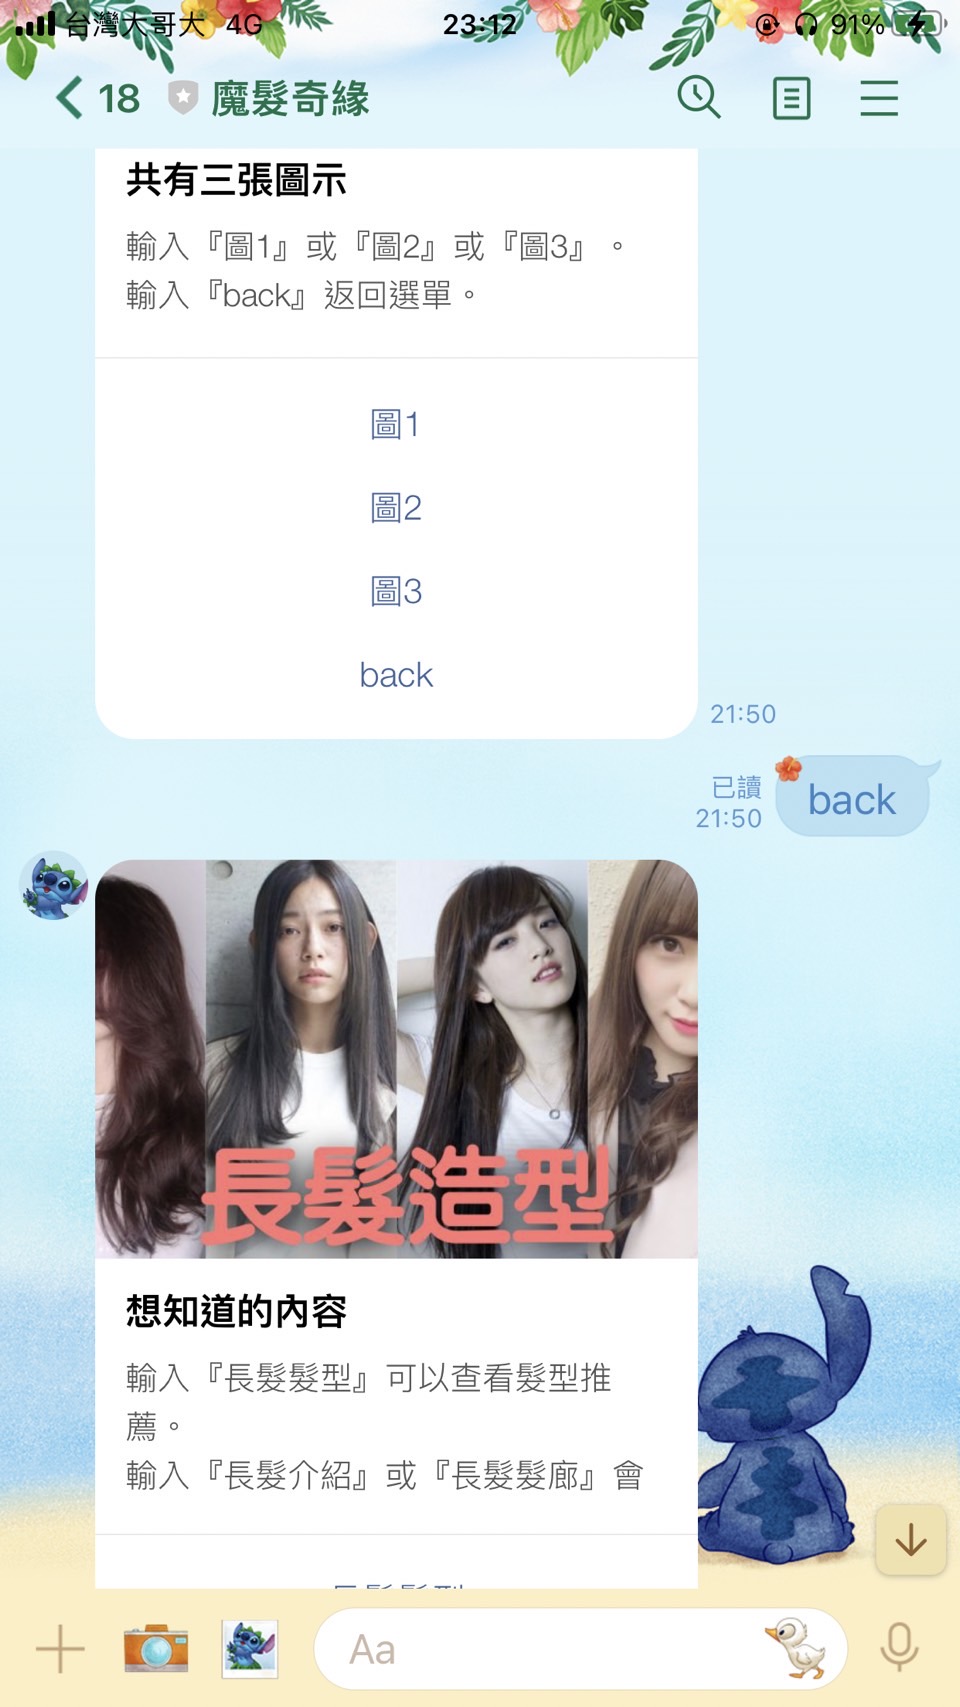 台灣大哥大 4G 23:12 91%
18 魔髮奇緣
共有三張圖示
輸入『圖1』或『圖2』或『圖3』。
輸入『back』返回選單。
圖1
圖2
圖3
back
21:50
已讀
21:50
back
長髮造型
想知道的內容
輸入『長髮髮型』可以查看髮型推
薦。
輸入『長髮介紹』或『長髮髮廊』會
Aa